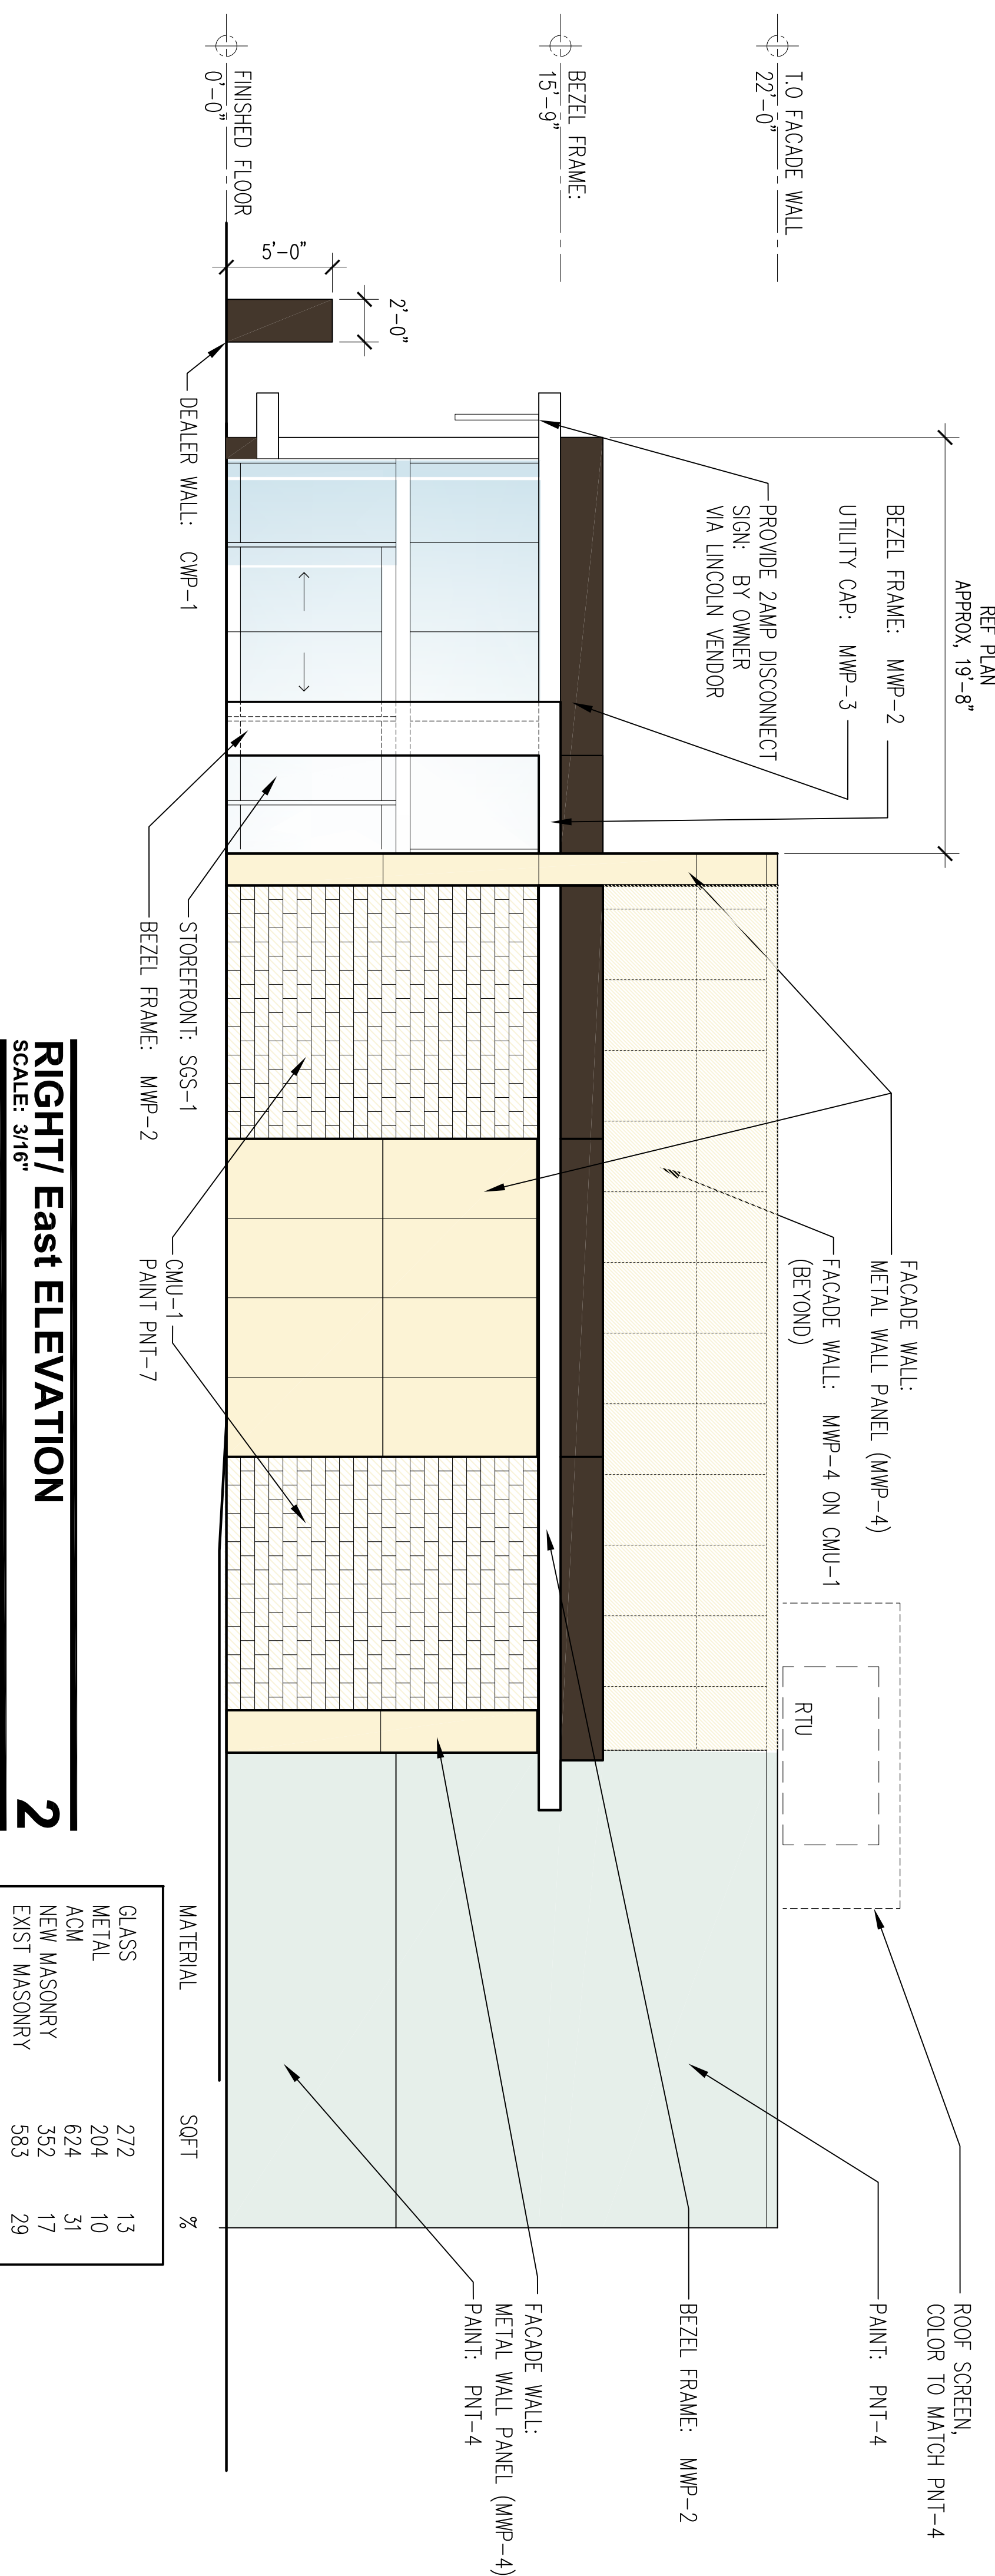 REF PLAN
APPROX, 19'-8"
BEZEL FRAME:  MWP-2
UTILITY CAP:  MWP-3
PROVIDE 2AMP DISCONNECT
SIGN:  BY OWNER
VIA LINCOLN VENDOR
FACADE WALL:
METAL WALL PANEL (MWP-4)
FACADE WALL:  MWP-4 ON CMU-1
(BEYOND)
RTU
ROOF SCREEN,
COLOR TO MATCH PNT-4
PAINT:  PNT-4
BEZEL FRAME:  MWP-2
FACADE WALL:
METAL WALL PANEL (MWP-4)
PAINT:  PNT-4
T.O FACADE WALL
22'-0"
BEZEL FRAME:
15'-9"
FINISHED FLOOR
0'-0"
2'-0"
5'-0"
DEALER WALL:  CWP-1
STOREFRONT: SGS-1
BEZEL FRAME:  MWP-2
CMU-1
PAINT PNT-7
RIGHT/ East ELEVATION
SCALE: 3/16"
2
MATERIAL SQFT %
GLASS 272 13
METAL 204 10
ACM 624 31
NEW MASONRY 352 17
EXIST MASONRY 583 29